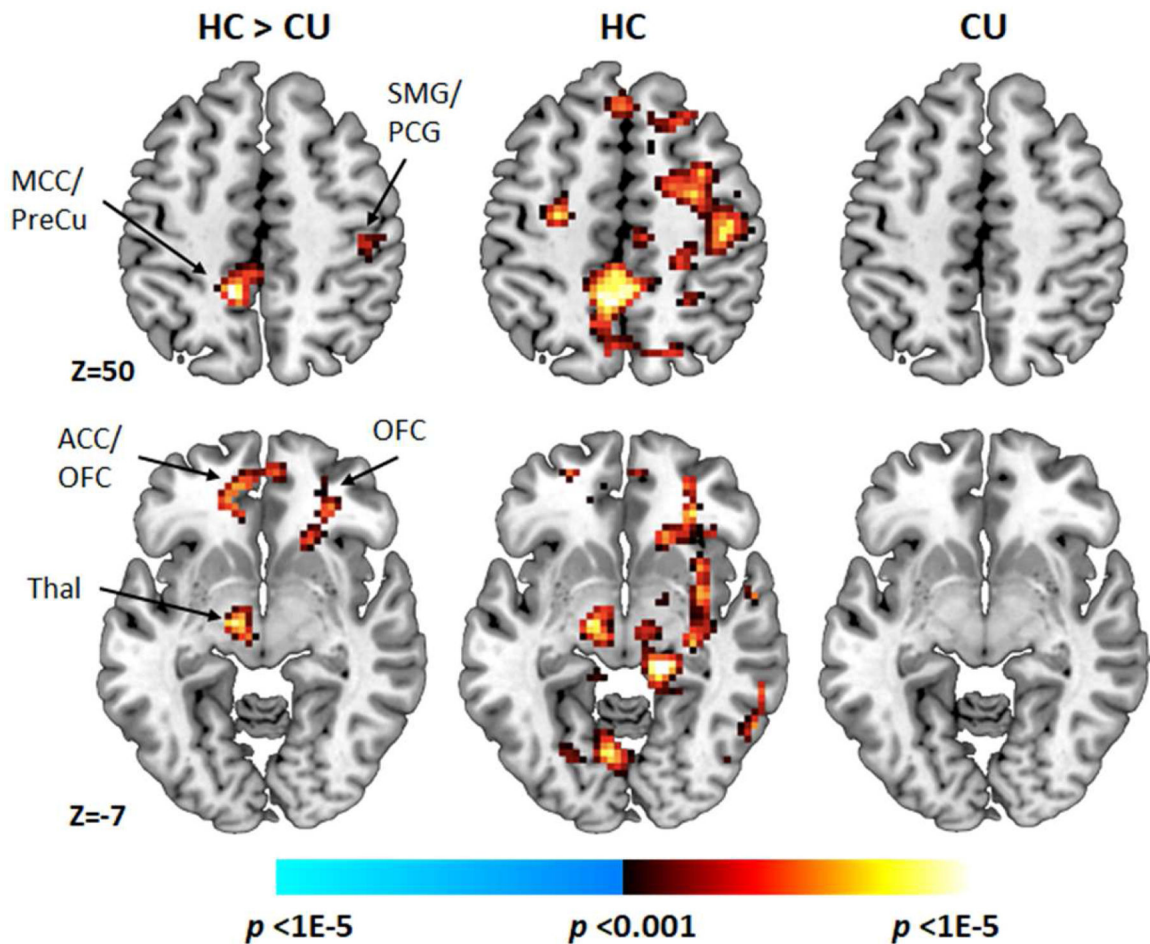 HC > CU
HC
CU
SMG/
PCG
MCC/
PreCu
Z=50
ACC/
OFC
OFC
Thal
Z=-7
p <1E-5
p <0.001
p <1E-5